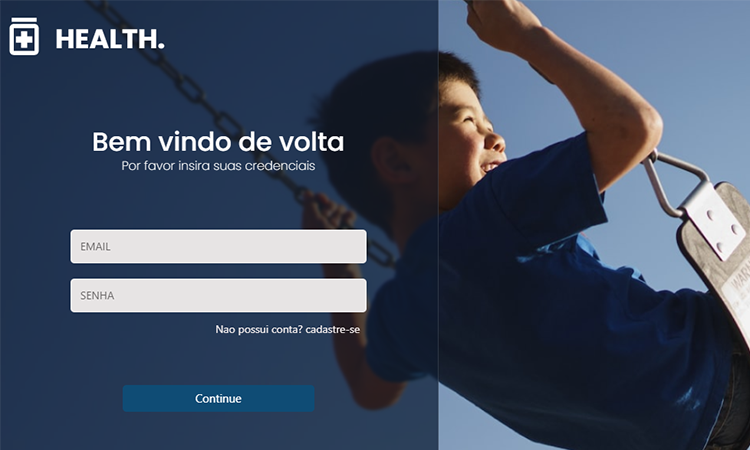 HEALTH.
Bem vindo de volta
Por favor insira suas credenciais
EMAIL
SENHA
Nao possui conta? cadastre-se
Continue